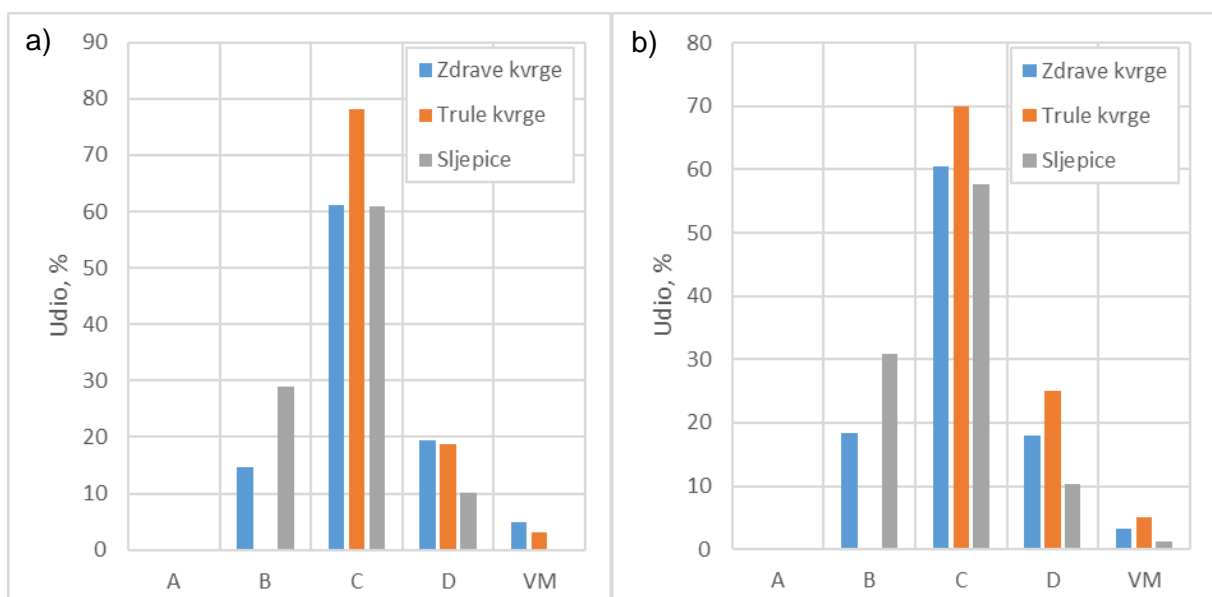 a)
90
80
70
60
50
40
30
20
10
0
Udio, %
Zdrave kvrge
Trule kvrge
Sljepice
A B C D VM
b)
80
70
60
50
40
30
20
10
0
Udio, %
Zdrave kvrge
Trule kvrge
Sljepice
A B C D VM